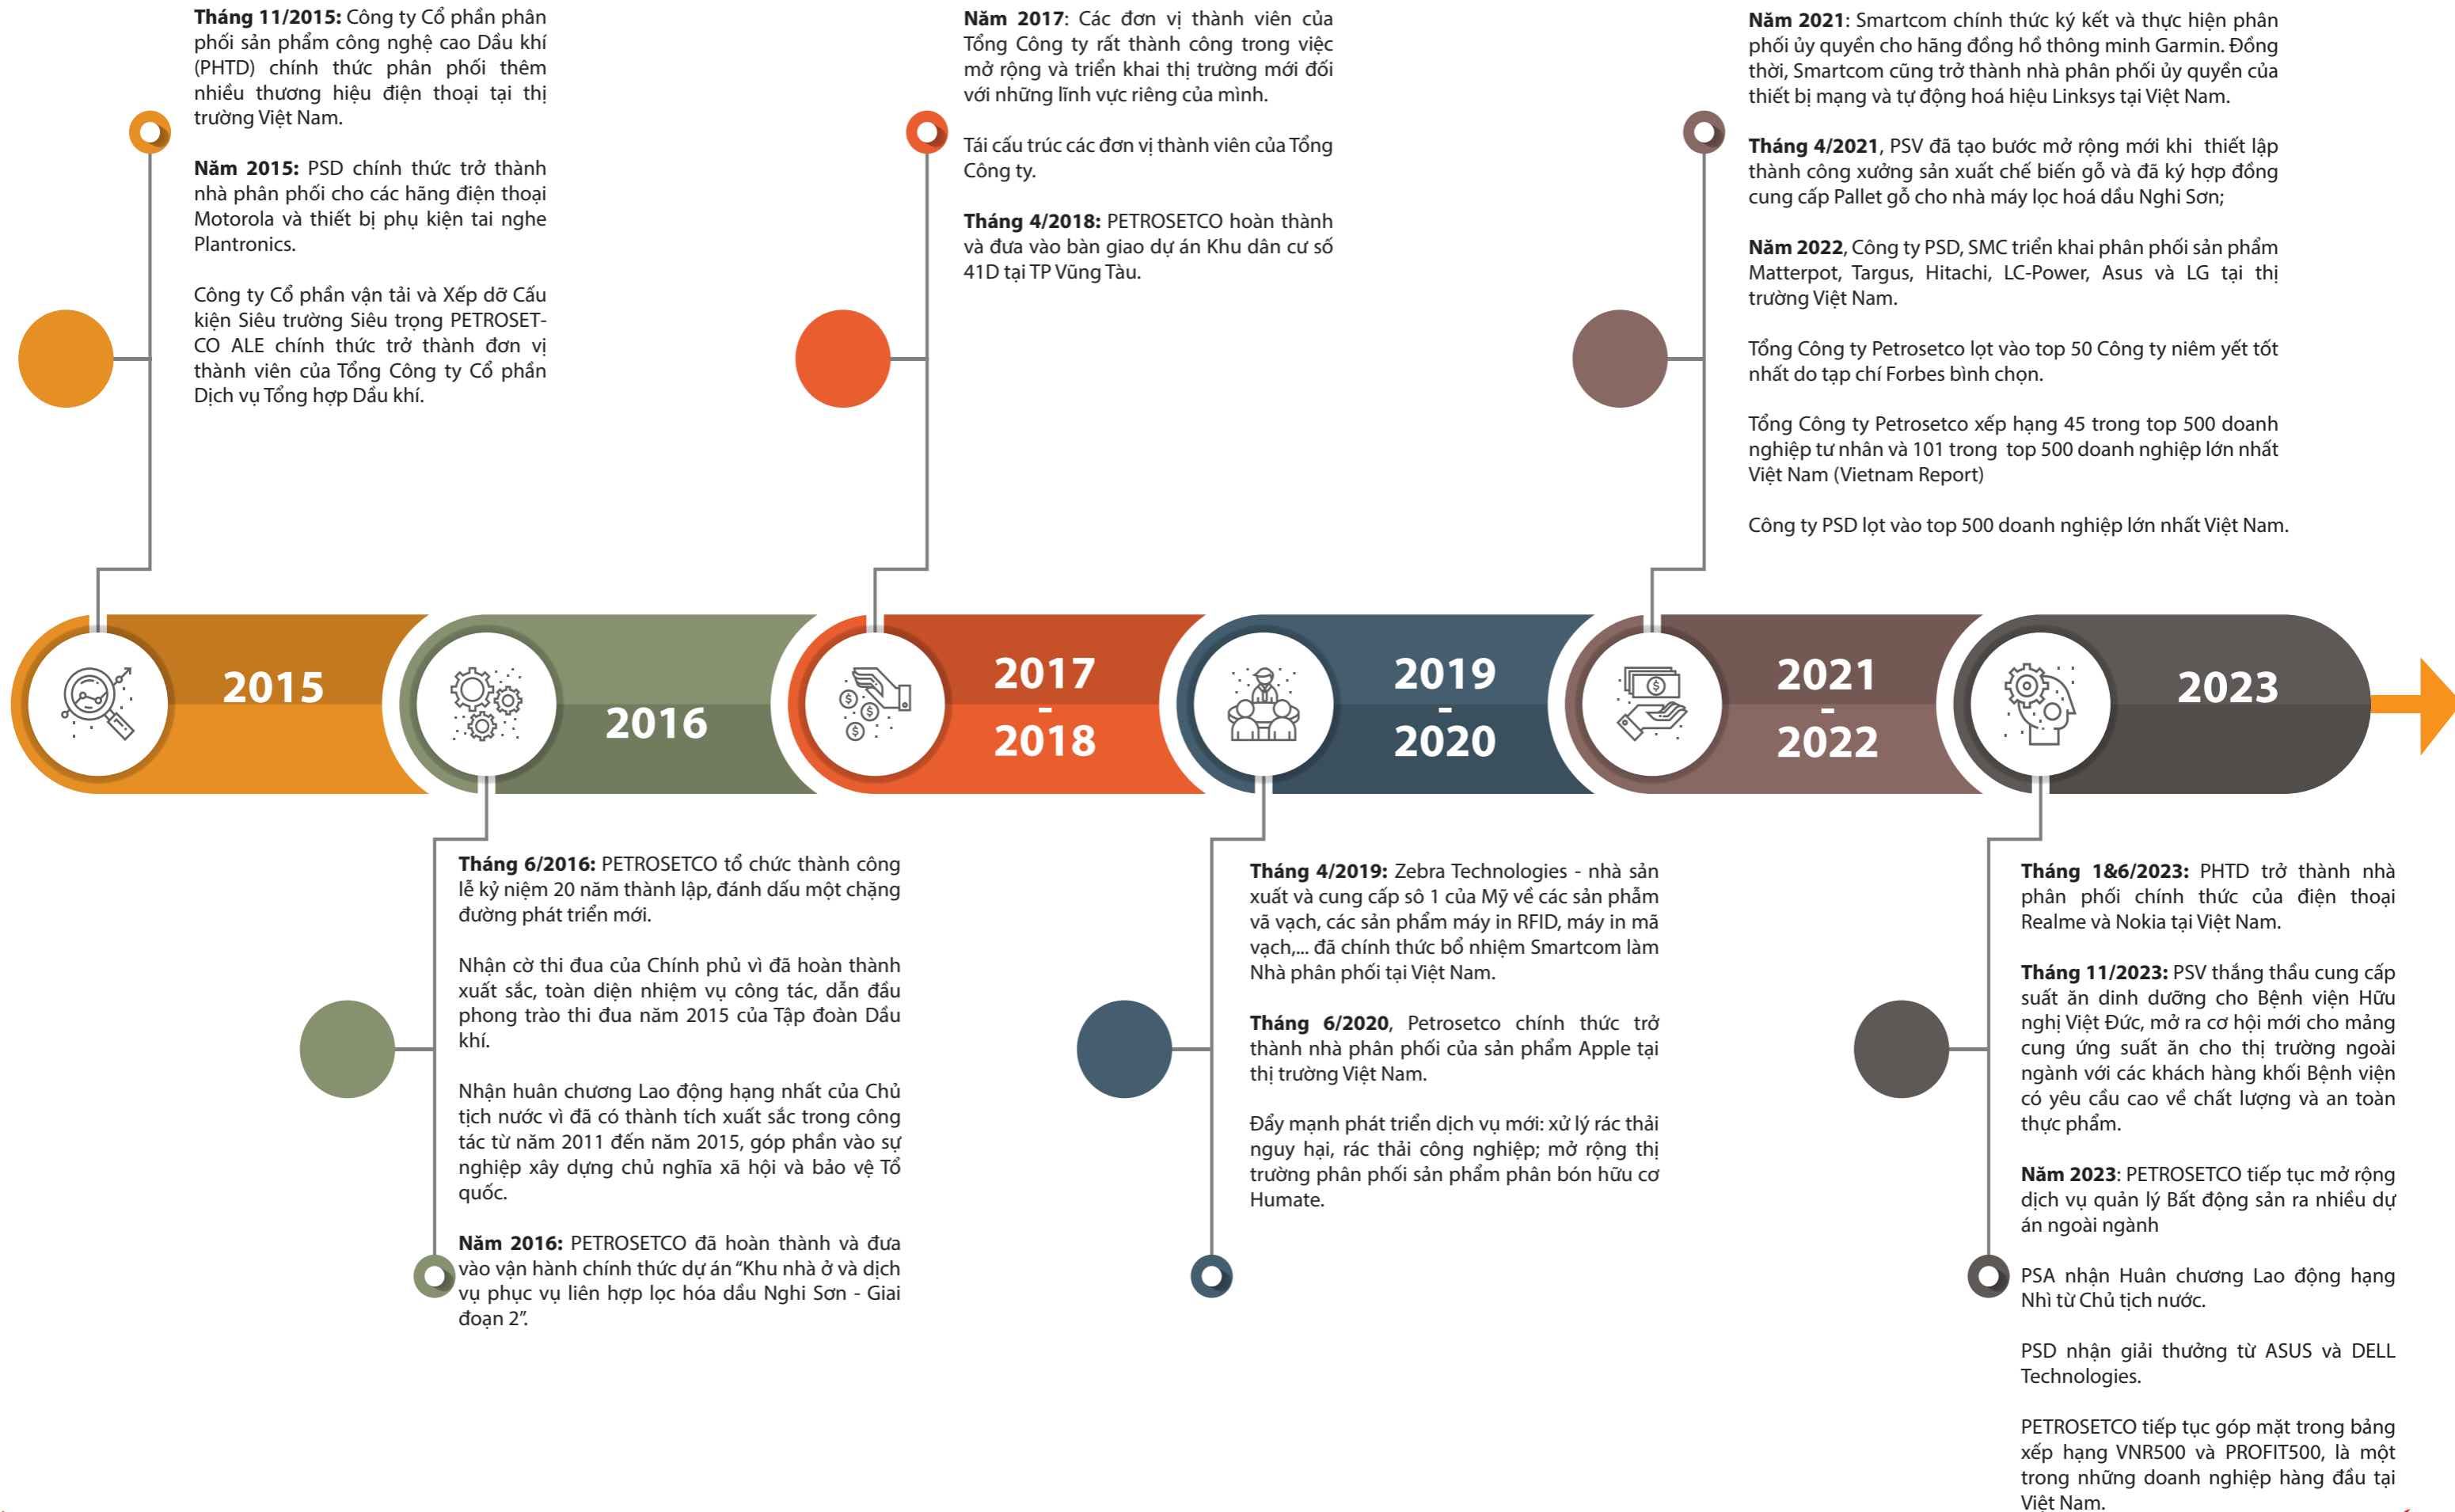 Tháng 11/2015: Công ty Cổ phần phân
phối sản phẩm công nghệ cao Dầu khí
(PHTD) chính thức phân phối thêm
nhiều thương hiệu điện thoại tại thị
trường Việt Nam.
Năm 2015: PSD chính thức trở thành
nhà phân phối cho các hãng điện thoại
Motorola và thiết bị phụ kiện tai nghe
Plantronics.
Công ty Cổ phần vận tải và Xếp dỡ Cấu
kiện Siêu trường Siêu trọng PETROSET-
CO ALE chính thức trở thành đơn vị
thành viên của Tổng Công ty Cổ phần
Dịch vụ Tổng hợp Dầu khí.
Năm 2017: Các đơn vị thành viên của
Tổng Công ty rất thành công trong việc
mở rộng và triển khai thị trường mới đối
với những lĩnh vực riêng của mình.
Tái cấu trúc các đơn vị thành viên của Tổng
Công ty.
Tháng 4/2018: PETROSETCO hoàn thành
và đưa vào bàn giao dự án Khu dân cư số
41D tại TP Vũng Tàu.
Năm 2021: Smartcom chính thức ký kết và thực hiện phân
phối ủy quyền cho hãng đồng hồ thông minh Garmin. Đồng
thời, Smartcom cũng trở thành nhà phân phối ủy quyền của
thiết bị mạng và tự động hoá hiệu Linksys tại Việt Nam.
Tháng 4/2021, PSV đã tạo bước mở rộng mới khi thiết lập
thành công xưởng sản xuất chế biến gỗ và đã ký hợp đồng
cung cấp Pallet gỗ cho nhà máy lọc hoá dầu Nghi Sơn;
Năm 2022, Công ty PSD, SMC triển khai phân phối sản phẩm
Matterpot, Targus, Hitachi, LC-Power, Asus và LG tại thị
trường Việt Nam.
Tổng Công ty Petrosetco lọt vào top 50 Công ty niêm yết tốt
nhất do tạp chí Forbes bình chọn.
Tổng Công ty Petrosetco xếp hạng 45 trong top 500 doanh
nghiệp tư nhân và 101 trong top 500 doanh nghiệp lớn nhất
Việt Nam (Vietnam Report)
Công ty PSD lọt vào top 500 doanh nghiệp lớn nhất Việt Nam.
2015
2016
2017
-
2018
2019
-
2020
2021
-
2022
2023
Tháng 6/2016: PETROSETCO tổ chức thành công
lễ kỷ niệm 20 năm thành lập, đánh dấu một chặng
đường phát triển mới.
Nhận cờ thi đua của Chính phủ vì đã hoàn thành
xuất sắc, toàn diện nhiệm vụ công tác, dẫn đầu
phong trào thi đua năm 2015 của Tập đoàn Dầu
khí.
Nhận huân chương Lao động hạng nhất của Chủ
tịch nước vì đã có thành tích xuất sắc trong công
tác từ năm 2011 đến năm 2015, góp phần vào sự
nghiệp xây dựng chủ nghĩa xã hội và bảo vệ Tổ
quốc.
Năm 2016: PETROSETCO đã hoàn thành và đưa
vào vận hành chính thức dự án “Khu nhà ở và dịch
vụ phục vụ liên hợp lọc hóa dầu Nghi Sơn - Giai
đoạn 2”.
Tháng 4/2019: Zebra Technologies - nhà sản
xuất và cung cấp sô 1 của Mỹ về các sản phẩm
vã vạch, các sản phẩm máy in RFID, máy in mã
vạch,... đã chính thức bổ nhiệm Smartcom làm
Nhà phân phối tại Việt Nam.
Tháng 6/2020, Petrosetco chính thức trở
thành nhà phân phối của sản phẩm Apple tại
thị trường Việt Nam.
Đẩy mạnh phát triển dịch vụ mới: xử lý rác thải
nguy hại, rác thải công nghiệp; mở rộng thị
trường phân phối sản phẩm phân bón hữu cơ
Humate.
Tháng 1&6/2023: PHTD trở thành nhà
phân phối chính thức của điện thoại
Realme và Nokia tại Việt Nam.
Tháng 11/2023: PSV thắng thầu cung cấp
suất ăn dinh dưỡng cho Bệnh viện Hữu
nghị Việt Đức, mở ra cơ hội mới cho mảng
cung ứng suất ăn cho thị trường ngoài
ngành với các khách hàng khối Bệnh viện
có yêu cầu cao về chất lượng và an toàn
thực phẩm.
Năm 2023: PETROSETCO tiếp tục mở rộng
dịch vụ quản lý Bất động sản ra nhiều dự
án ngoài ngành
PSA nhận Huân chương Lao động hạng
Nhì từ Chủ tịch nước.
PSD nhận giải thưởng từ ASUS và DELL
Technologies.
PETROSETCO tiếp tục góp mặt trong bảng
xếp hạng VNR500 và PROFIT500, là một
trong những doanh nghiệp hàng đầu tại
Việt Nam.